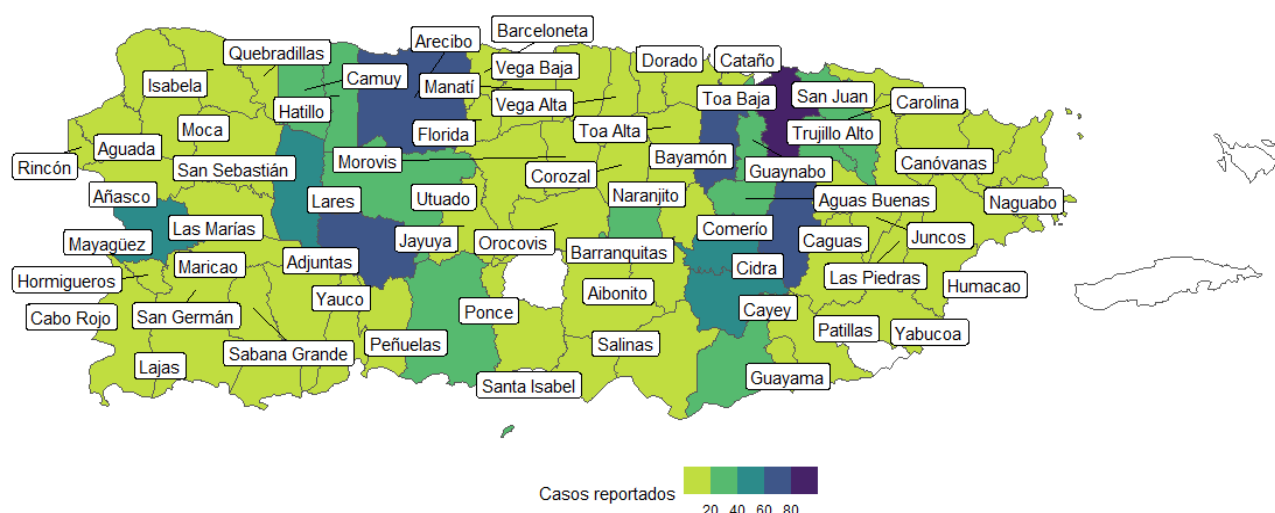 Barceloneta
Arecibo
Quebradillas
Dorado
Cataño
Vega Baja
Camuy
Isabela
Manatí
Toa Baja
San Juan
Carolina
Vega Alta
Hatillo
Moca
Florida
Toa Alta
Trujillo Alto
Aguada
Rincón
Morovis
Bayamón
Canóvanas
San Sebastián
Corozal
Guaynabo
Añasco
Lares
Utuado
Naranjito
Aguas Buenas
Naguabo
Las Marías
Comerío
Mayagüez
Jayuya
Orocovis
Barranquitas
Caguas
Juncos
Adjuntas
Maricao
Cidra
Las Piedras
Hormigueros
Humacao
Yauco
Aibonito
Cabo Rojo
San Germán
Ponce
Cayey
Patillas
Yabucoa
Peñuelas
Salinas
Sabana Grande
Lajas
Santa Isabel
Guayama
Casos reportados
20 40 60 80